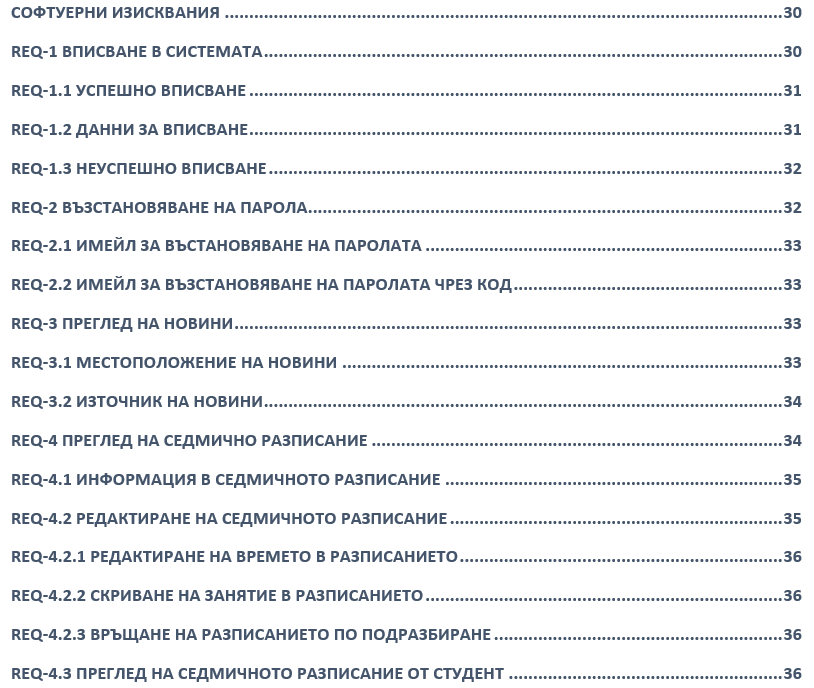 СОФТУЕРНИ ИЗИСКВАНИЯ ........................................ 30
REQ-1 ВПИСВАНЕ В СИСТЕМАТА ........................................ 30
REQ-1.1 УСПЕШНО ВПИСВАНЕ ........................................ 31
REQ-1.2 ДАННИ ЗА ВПИСВАНЕ ........................................ 31
REQ-1.3 НЕУСПЕШНО ВПИСВАНЕ ........................................ 32
REQ-2 ВЪЗСТАНОВЯВАНЕ НА ПАРОЛА ........................................ 32
REQ-2.1 ИМЕЙЛ ЗА ВЪСТАНОВЯВАНЕ НА ПАРОЛАТА ........................................ 33
REQ-2.2 ИМЕЙЛ ЗА ВЪЗСТАНОВЯВАНЕ НА ПАРОЛАТА ЧРЕЗ КОД ........................................ 33
REQ-3 ПРЕГЛЕД НА НОВИНИ ........................................ 33
REQ-3.1 МЕСТОПОЛОЖЕНИЕ НА НОВИНИ ........................................ 33
REQ-3.2 ИЗТОЧНИК НА НОВИНИ ........................................ 34
REQ-4 ПРЕГЛЕД НА СЕДМИЧНО РАЗПИСАНИЕ ........................................ 34
REQ-4.1 ИНФОРМАЦИЯ В СЕДМИЧНОТО РАЗПИСАНИЕ ........................................ 35
REQ-4.2 РЕДАКТИРАНЕ НА СЕДМИЧНОТО РАЗПИСАНИЕ ........................................ 35
REQ-4.2.1 РЕДАКТИРАНЕ НА ВРЕМЕТО В РАЗПИСАНИЕТО ........................................ 36
REQ-4.2.2 СКРИВАНЕ НА ЗАНЯТИЕ В РАЗПИСАНИЕТО ........................................ 36
REQ-4.2.3 ВРЪЩАНЕ НА РАЗПИСАНИЕТО ПО ПОДРАЗБИРАНЕ ........................................ 36
REQ-4.3 ПРЕГЛЕД НА СЕДМИЧНОТО РАЗПИСАНИЕ ОТ СТУДЕНТ ........................................ 36